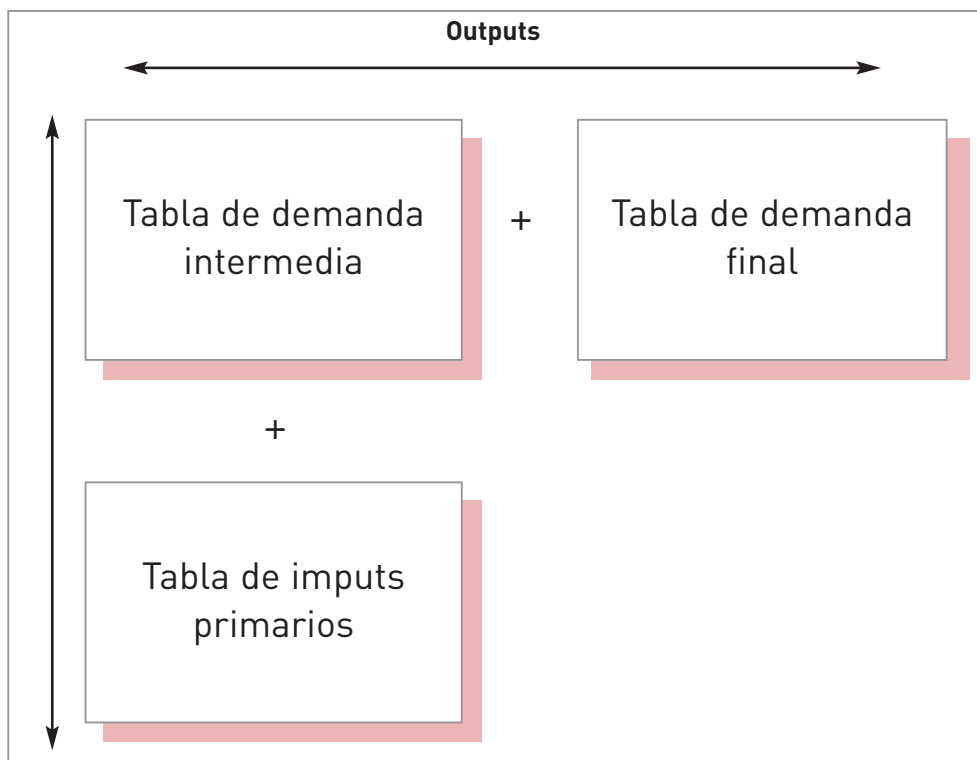 Outputs
Tabla de demanda
intermedia
+
Tabla de demanda
final
+
Tabla de imputs
primarios